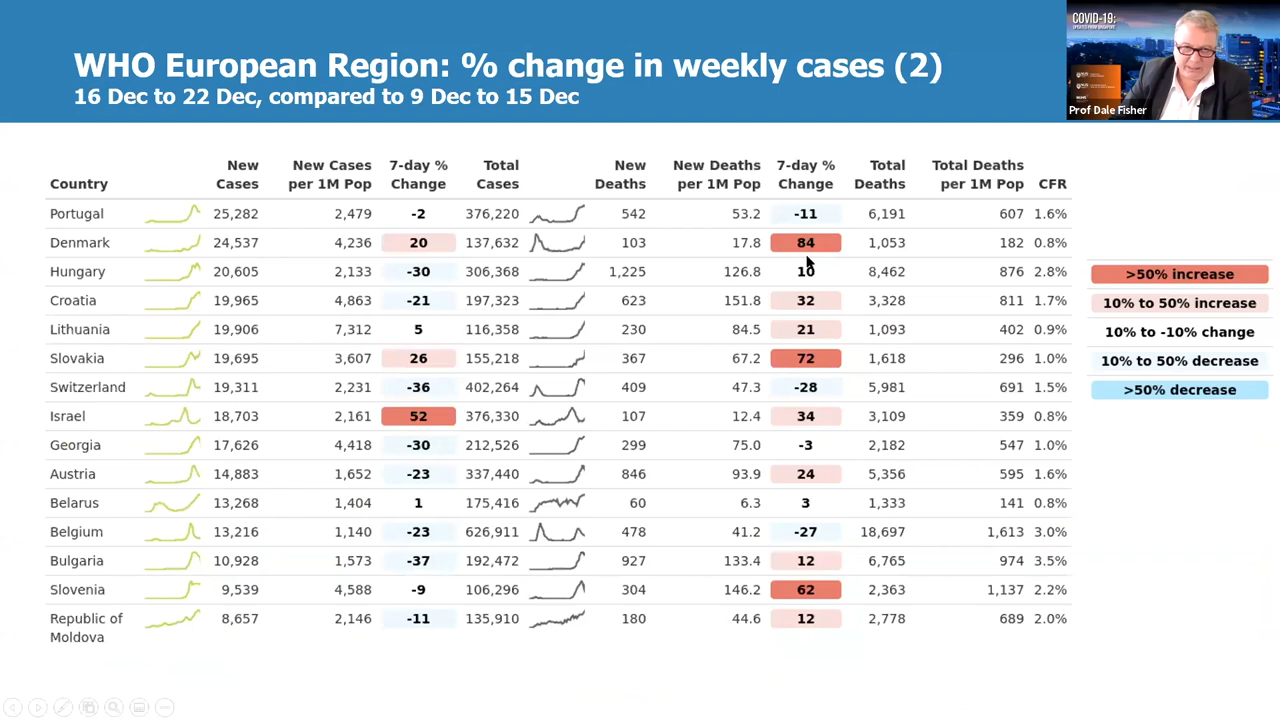 WHO European Region: % change in weekly cases (2)
16 Dec to 22 Dec, compared to 9 Dec to 15 Dec
COVID-19:
Prof Dale Fisher
Country New Cases New Cases per 1M Pop 7-day % Change Total Cases New Deaths New Deaths per 1M Pop 7-day % Change Total Deaths Total Deaths per 1M Pop CFR
Portugal 25,282 2,479 -2 376,220 542 53.2 -11 6,191 607 1.6%
Denmark 24,537 4,236 20 137,632 103 17.8 84 1,053 182 0.8%
Hungary 20,605 2,133 -30 306,368 1,225 126.8 10 8,462 876 2.8%
Croatia 19,965 4,863 -21 197,323 623 151.8 32 3,328 811 1.7%
Lithuania 19,906 7,312 5 116,358 230 84.5 21 1,093 402 0.9%
Slovakia 19,695 3,607 26 155,218 367 67.2 72 1,618 296 1.0%
Switzerland 19,311 2,231 -36 402,264 409 47.3 -28 5,981 691 1.5%
Israel 18,703 2,161 52 376,330 107 12.4 34 3,109 359 0.8%
Georgia 17,626 4,418 -30 212,526 299 75.0 -3 2,182 547 1.0%
Austria 14,883 1,652 -23 337,440 846 93.9 24 5,356 595 1.6%
Belarus 13,268 1,404 1 175,416 60 6.3 3 1,333 141 0.8%
Belgium 13,216 1,140 -23 626,911 478 41.2 -27 18,697 1,613 3.0%
Bulgaria 10,928 1,573 -37 192,472 927 133.4 12 6,765 974 3.5%
Slovenia 9,539 4,588 -9 106,296 304 146.2 62 2,363 1,137 2.2%
Republic of Moldova 8,657 2,146 -11 135,910 180 44.6 12 2,778 689 2.0%
>50% increase
10% to 50% increase
10% to -10% change
10% to 50% decrease
>50% decrease